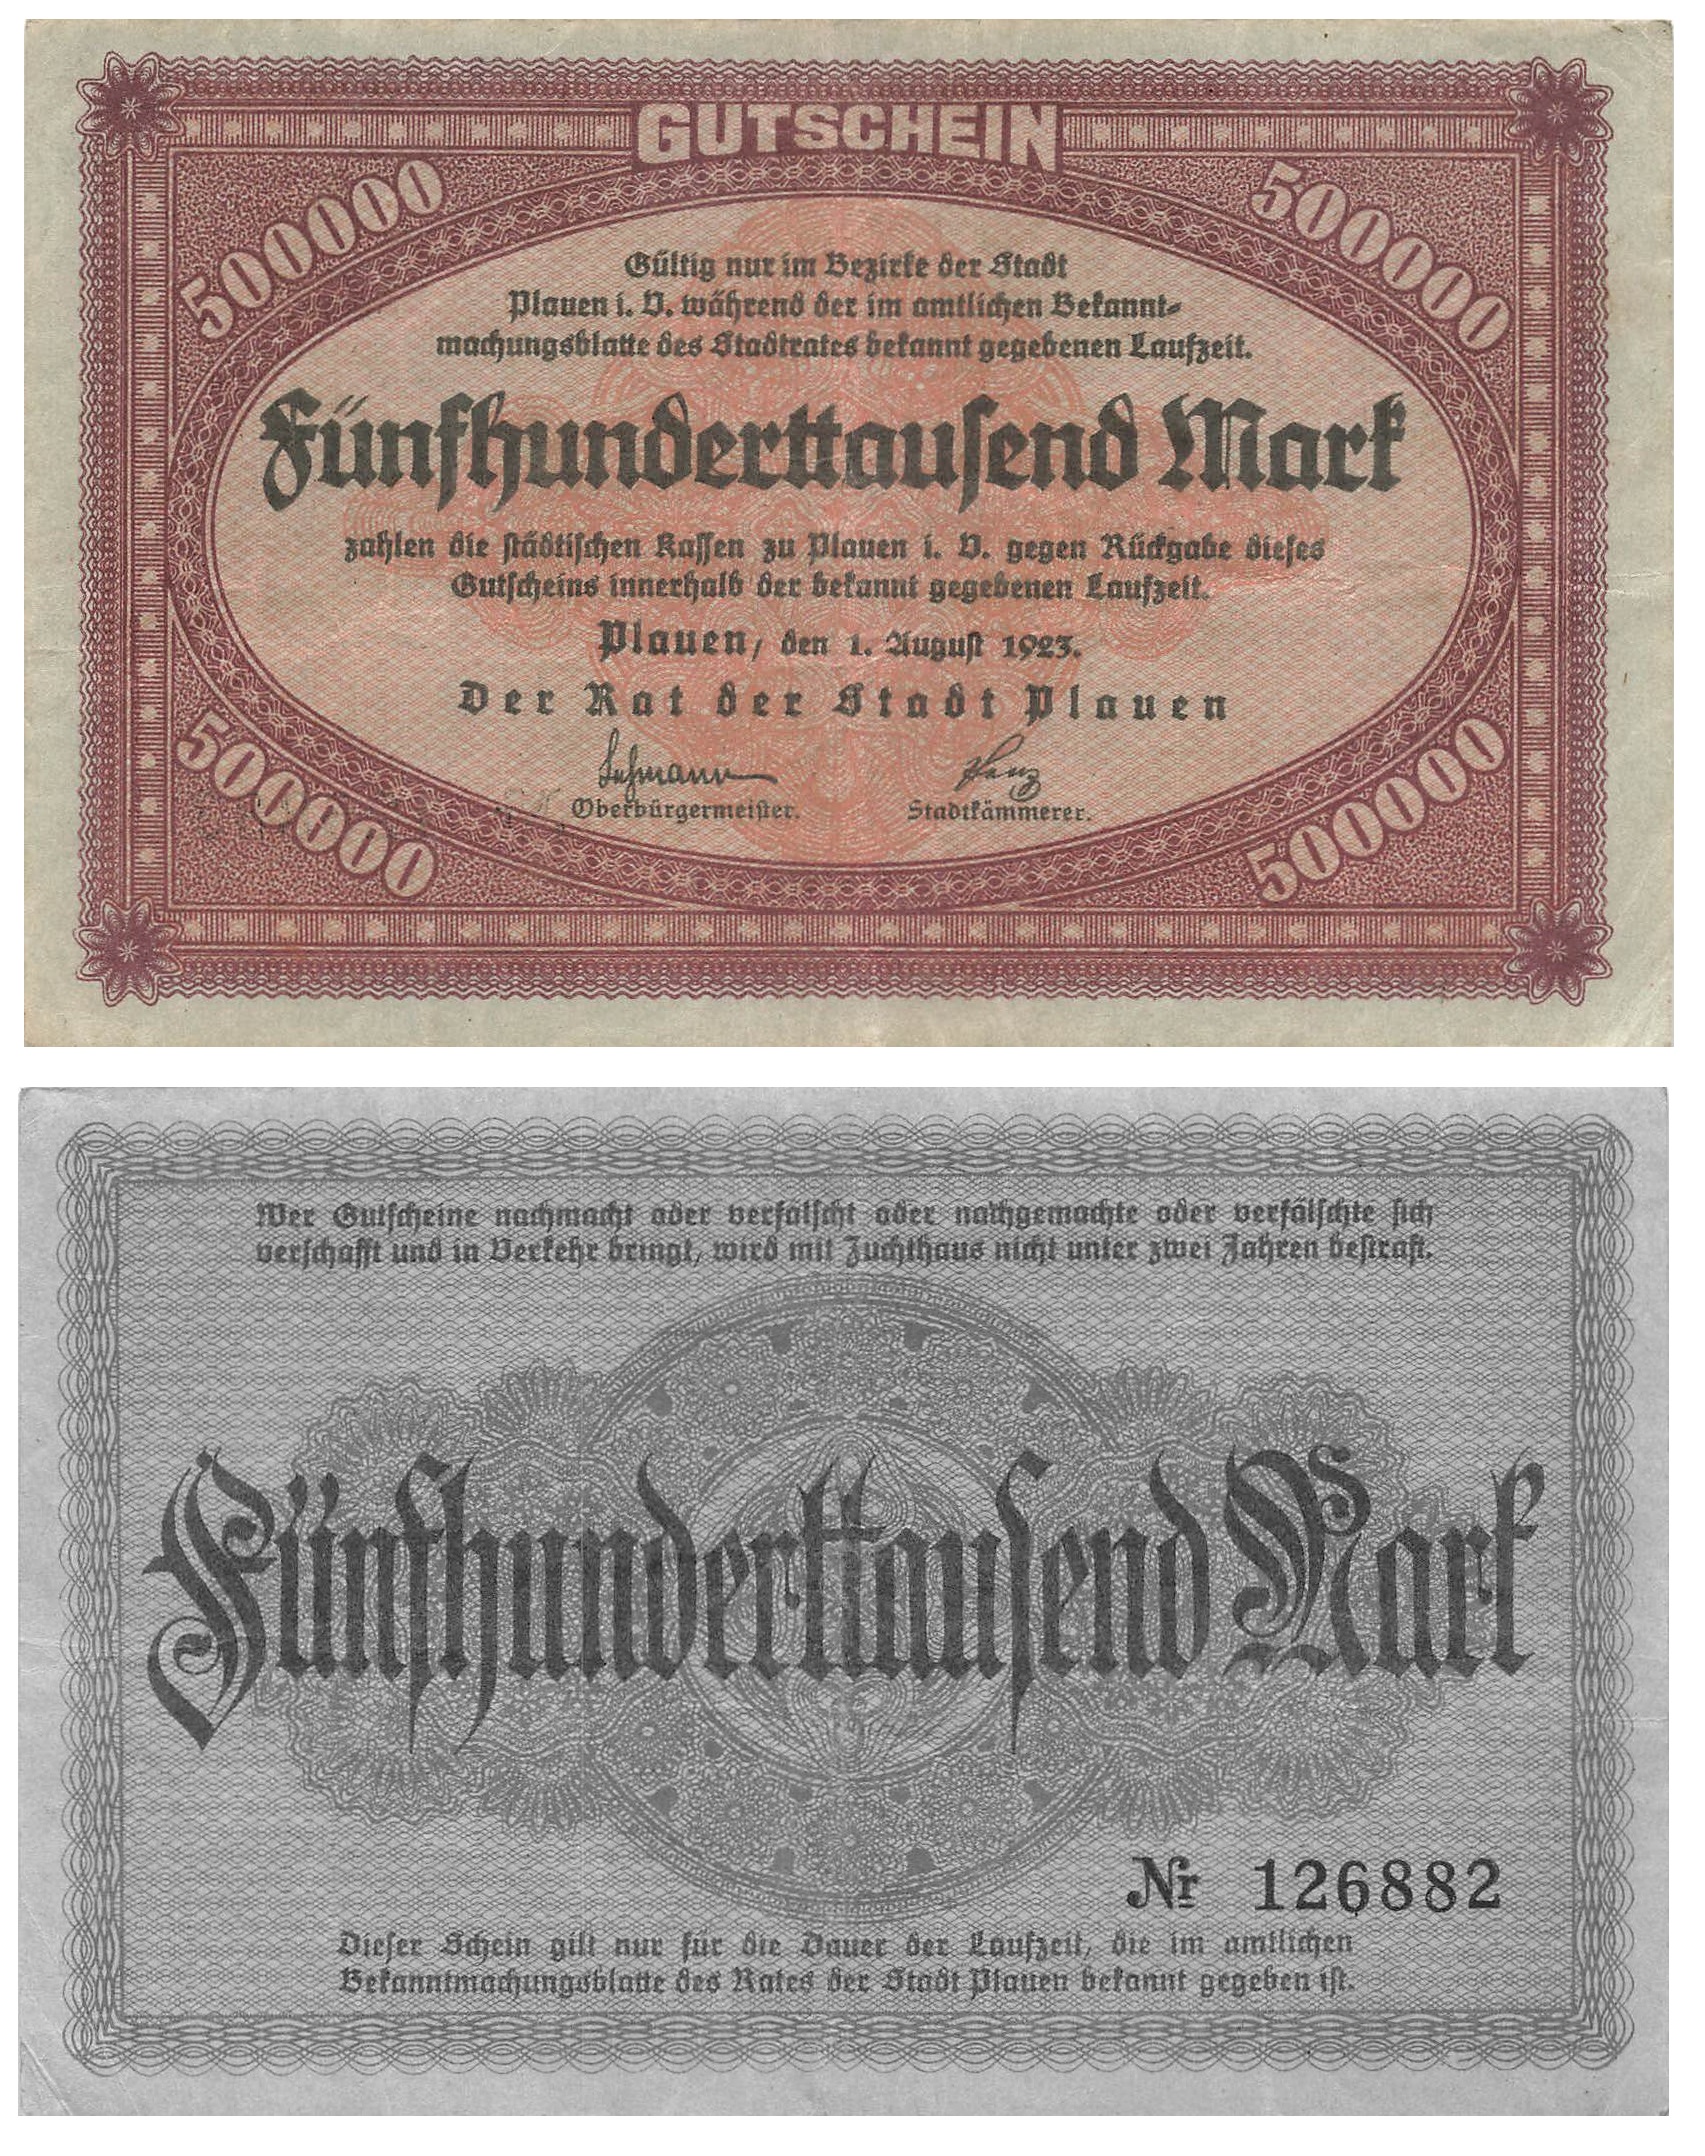 GUTSCHEIN
500000
500000
Gültig nur im Bezirke der Stadt
Plauen i. V. während der im amtlichen Bekannt-
machungsblatte des Stadtrates bekannt gegebenen Laufzeit.
Fünfhunderttausend Mark
zahlen die städtischen Kassen zu Plauen i. V. gegen Rückgabe dieses
Gutscheins innerhalb der bekannt gegebenen Laufzeit.
Plauen, den 1. August 1923.
Der Rat der Stadt Plauen
Lehmann
Oberbürgermeister.
Stadtkämmerer.
500000
500000
Wer Gutscheine nachmacht oder verfälscht oder nachgemachte oder verfälschte sich
verschafft und in Verkehr bringt, wird mit Zuchthaus nicht unter zwei Jahren bestraft.
Fünfhunderttausend Mark
Nr 126882
Dieser Schein gilt nur für die Dauer der Laufzeit, die im amtlichen
Bekanntmachungsblatte des Rates der Stadt Plauen bekannt gegeben ist.